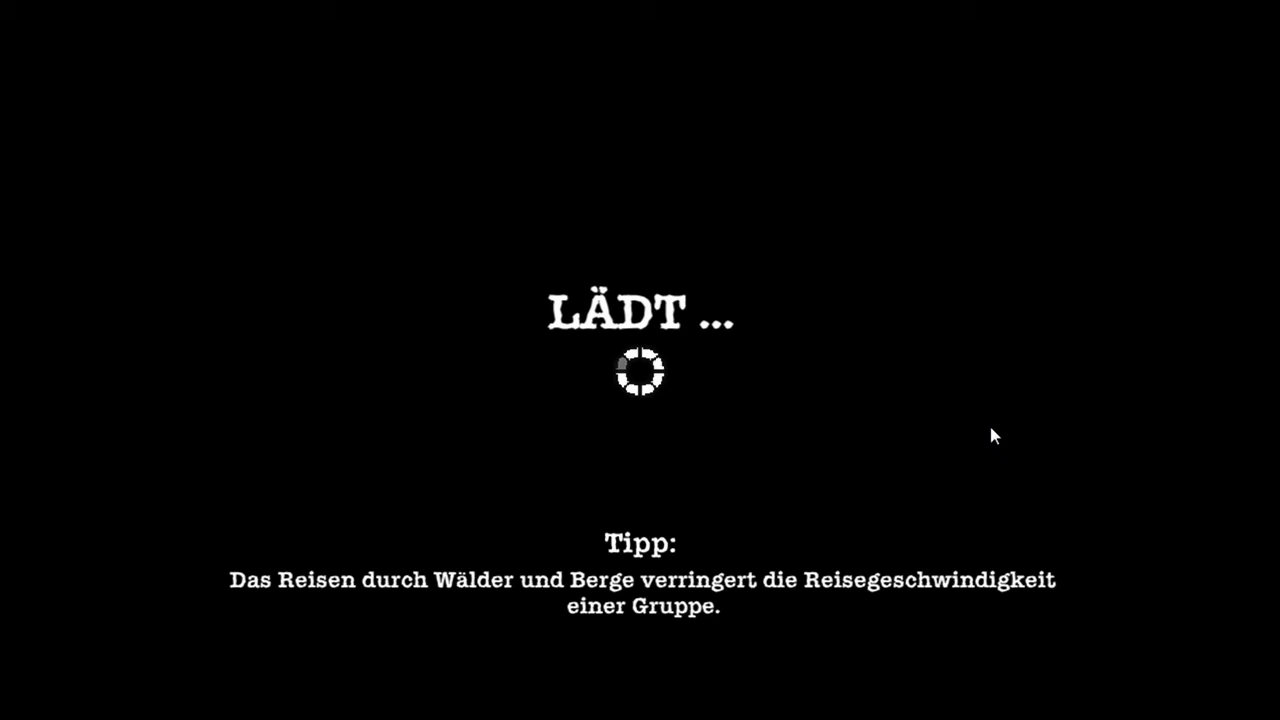 LÄDT ...
Tipp:
Das Reisen durch Wälder und Berge verringert die Reisegeschwindigkeit
einer Gruppe.